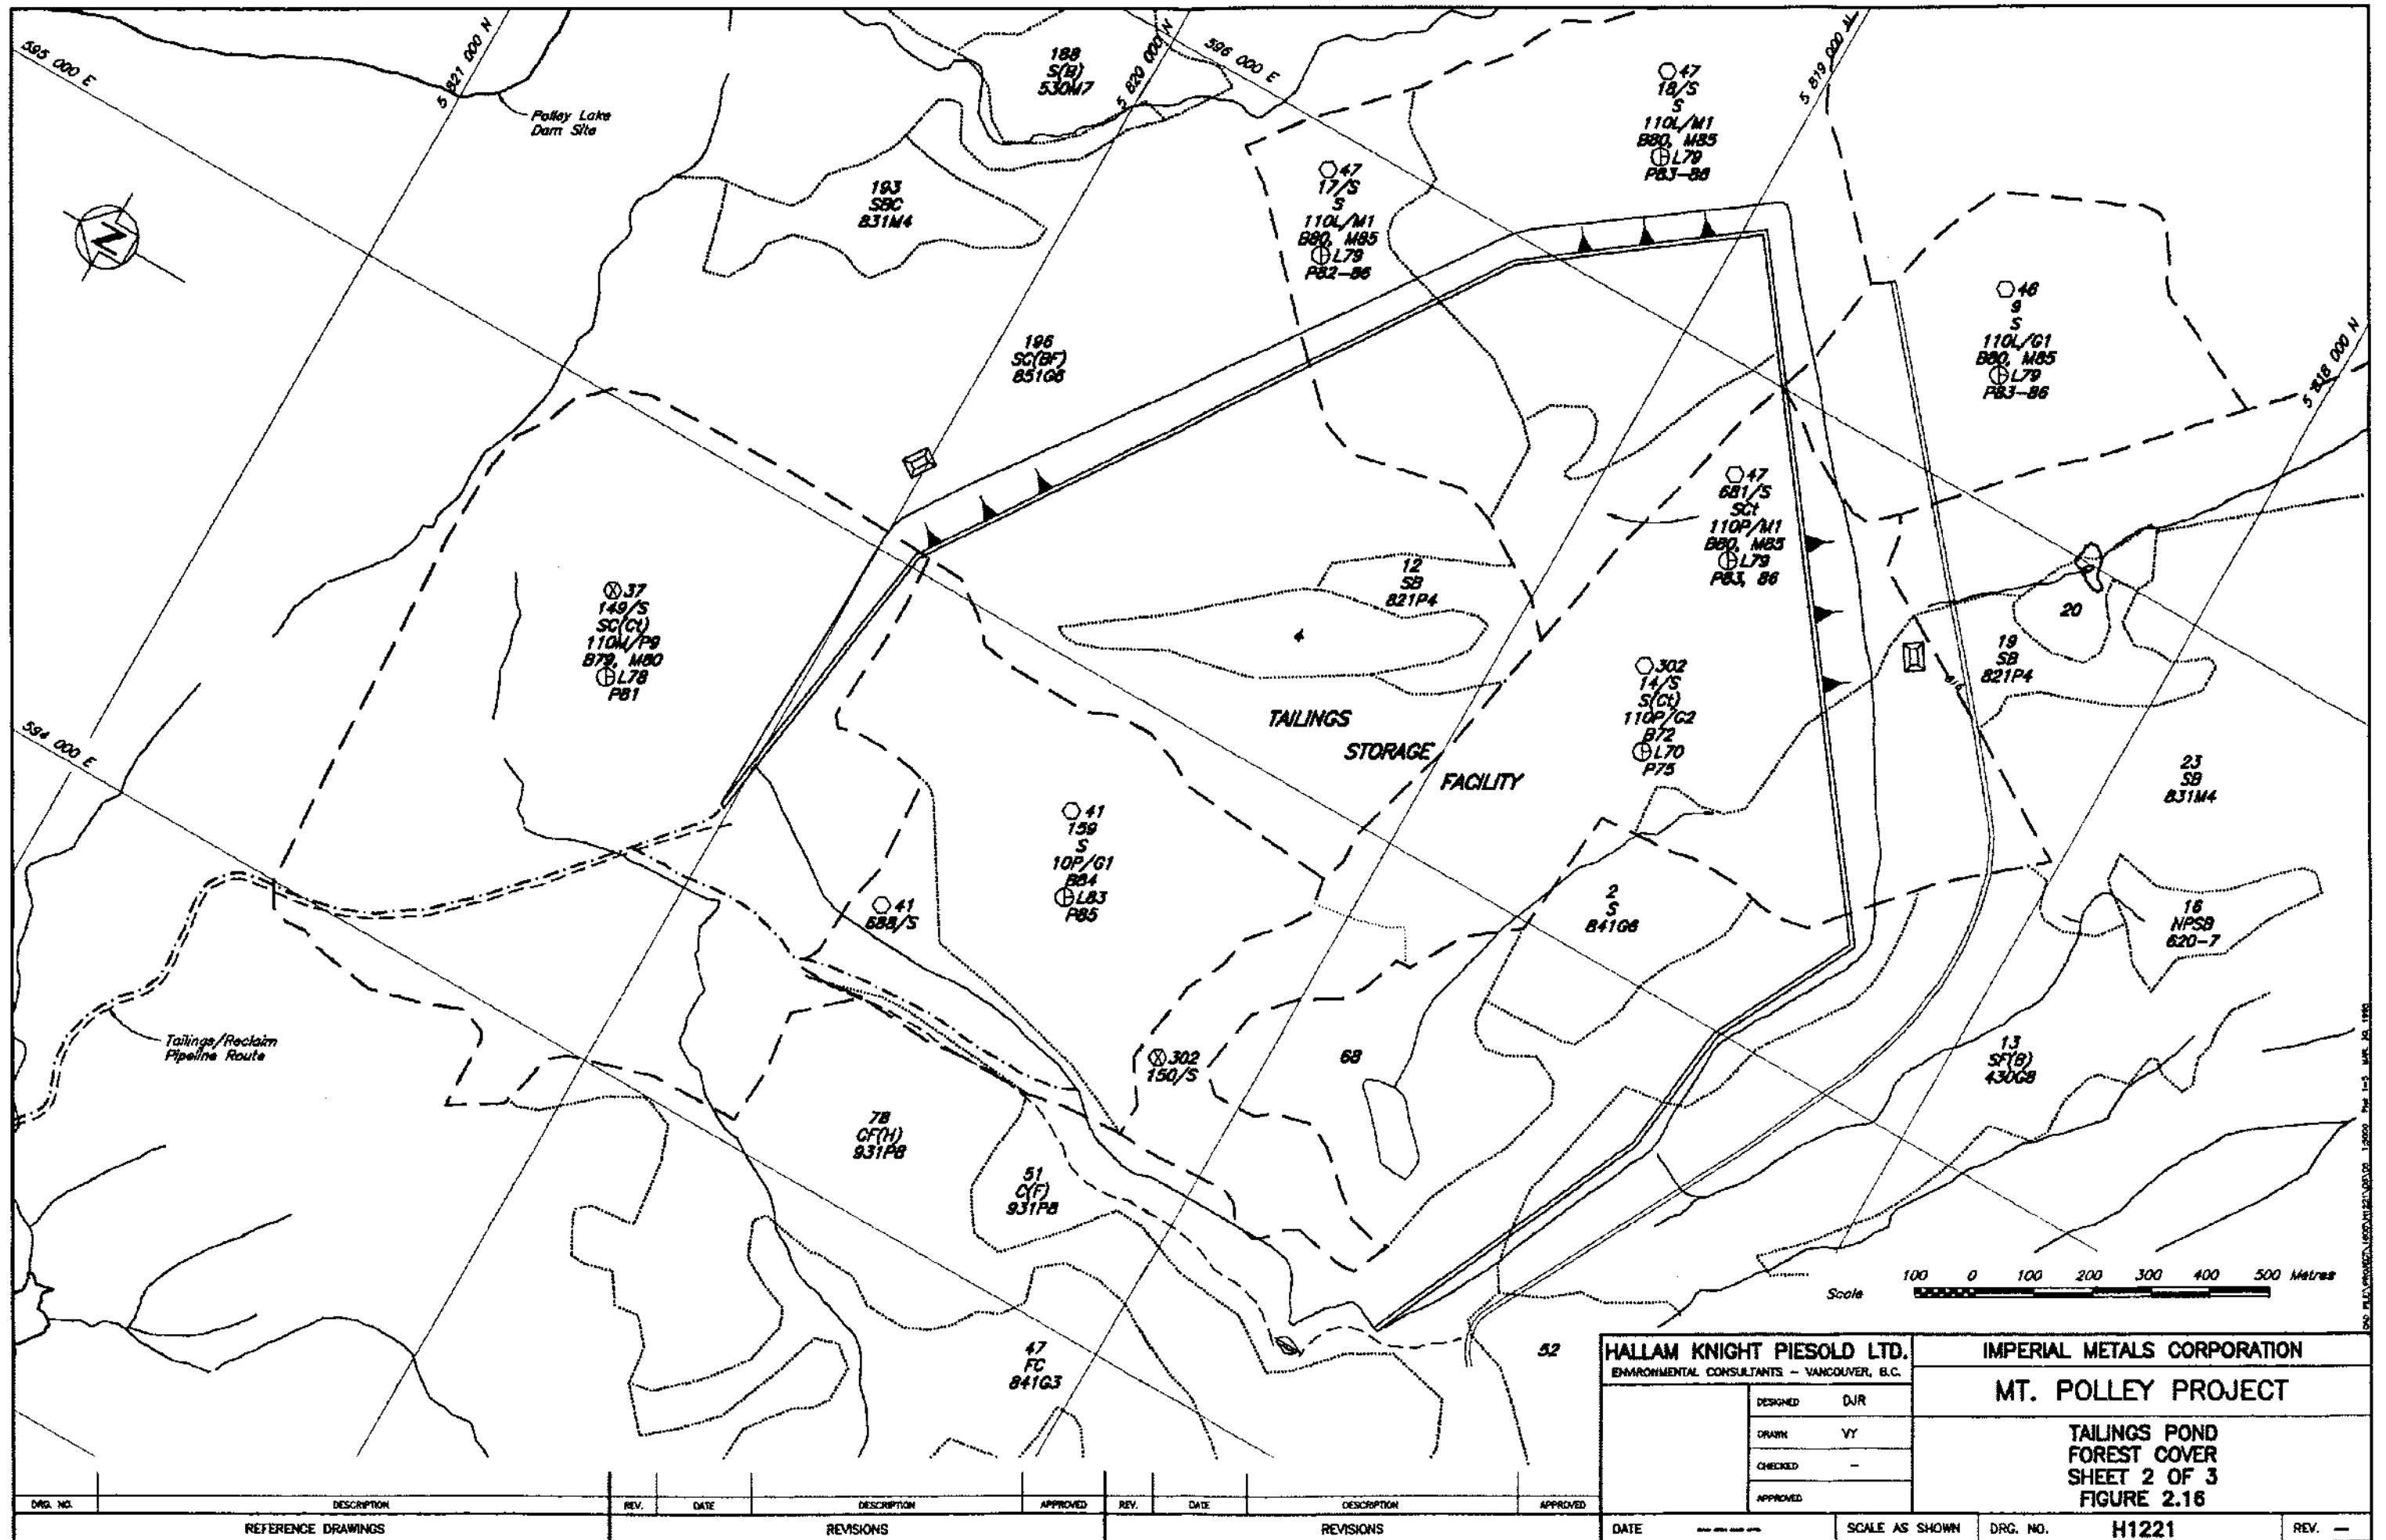 595 000 E
5 821 000 N
Polley Lake
Dam Site
188
S(B)
530M7
5 820 000 N
596 000 E
47
18/S
S
110L/M1
B80, M85
L79
P83-86
5 819 000 N
193
SBC
831M4
47
17/S
S
110L/M1
B80, M85
L79
P82-86
N
46
9
S
110L/G1
B80, M85
L79
P83-86
5 818 000 N
196
SC(BF)
851G6
47
681/S
SCt
110P/M1
B80, M85
L79
P83, 86
37
149/S
SC(Ct)
110M/P9
B79, M80
L78
P81
12
SB
821P4
4
20
19
SB
821P4
302
14/S
S(Ct)
110P/G2
B72
L70
P75
594 000 E
TAILINGS
STORAGE
FACILITY
23
SB
831M4
41
159
S
10P/G1
B84
L83
P85
41
688/S
2
S
841G6
16
NPSB
620-7
Tailings/Reclaim
Pipeline Route
302
150/S
68
13
SF(B)
430G8
78
CF(H)
931P8
51
C(F)
931P8
47
FC
841G3
52
Scale
100 0 100 200 300 400 500 Metres
HALLAM KNIGHT PIESOLD LTD.
ENVIRONMENTAL CONSULTANTS - VANCOUVER, B.C.
DESIGNED DJR
DRAWN VY
CHECKED -
APPROVED
IMPERIAL METALS CORPORATION
MT. POLLEY PROJECT
TAILINGS POND
FOREST COVER
SHEET 2 OF 3
FIGURE 2.16
DRG. NO. DESCRIPTION REV. DATE DESCRIPTION APPROVED REV. DATE DESCRIPTION APPROVED
REFERENCE DRAWINGS REVISIONS REVISIONS
DATE SCALE AS SHOWN DRG. NO. H1221 REV. —